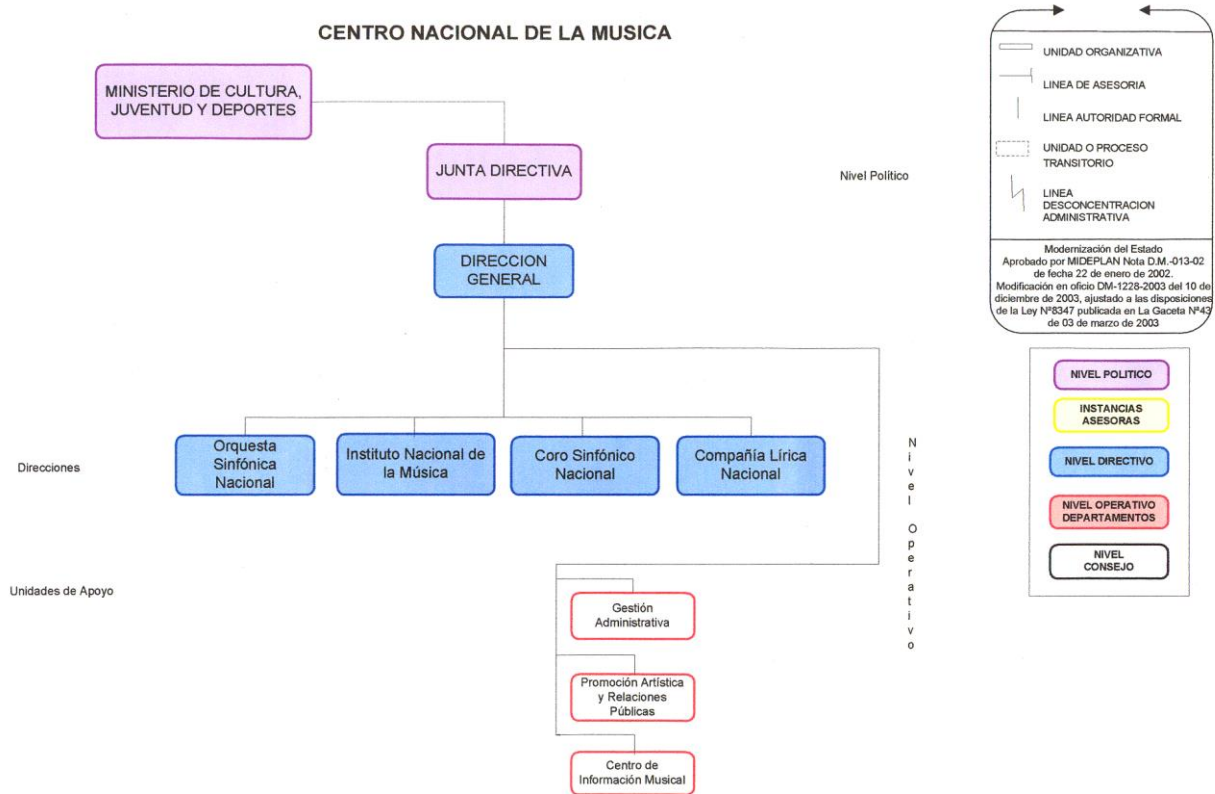 CENTRO NACIONAL DE LA MUSICA
MINISTERIO DE CULTURA,
JUVENTUD Y DEPORTES
JUNTA DIRECTIVA
Nivel Político
DIRECCION
GENERAL
Direcciones
Orquesta
Sinfónica
Nacional
Instituto Nacional de
la Música
Coro Sinfónico
Nacional
Compañía Lírica
Nacional
Nivel Operativo
Unidades de Apoyo
Gestión
Administrativa
Promoción Artística
y Relaciones
Públicas
Centro de
Información Musical
UNIDAD ORGANIZATIVA
LINEA DE ASESORIA
LINEA AUTORIDAD FORMAL
UNIDAD O PROCESO
TRANSITORIO
LINEA
DESCONCENTRACION
ADMINISTRATIVA
Modernización del Estado
Aprobado por MIDEPLAN Nota D.M.-013-02
de fecha 22 de enero de 2002.
Modificación en oficio DM-1228-2003 del 10 de
diciembre de 2003, ajustado a las disposiciones
de la Ley Nª8347 publicada en La Gaceta Nª43
de 03 de marzo de 2003
NIVEL POLITICO
INSTANCIAS
ASESORAS
NIVEL DIRECTIVO
NIVEL OPERATIVO
DEPARTAMENTOS
NIVEL
CONSEJO